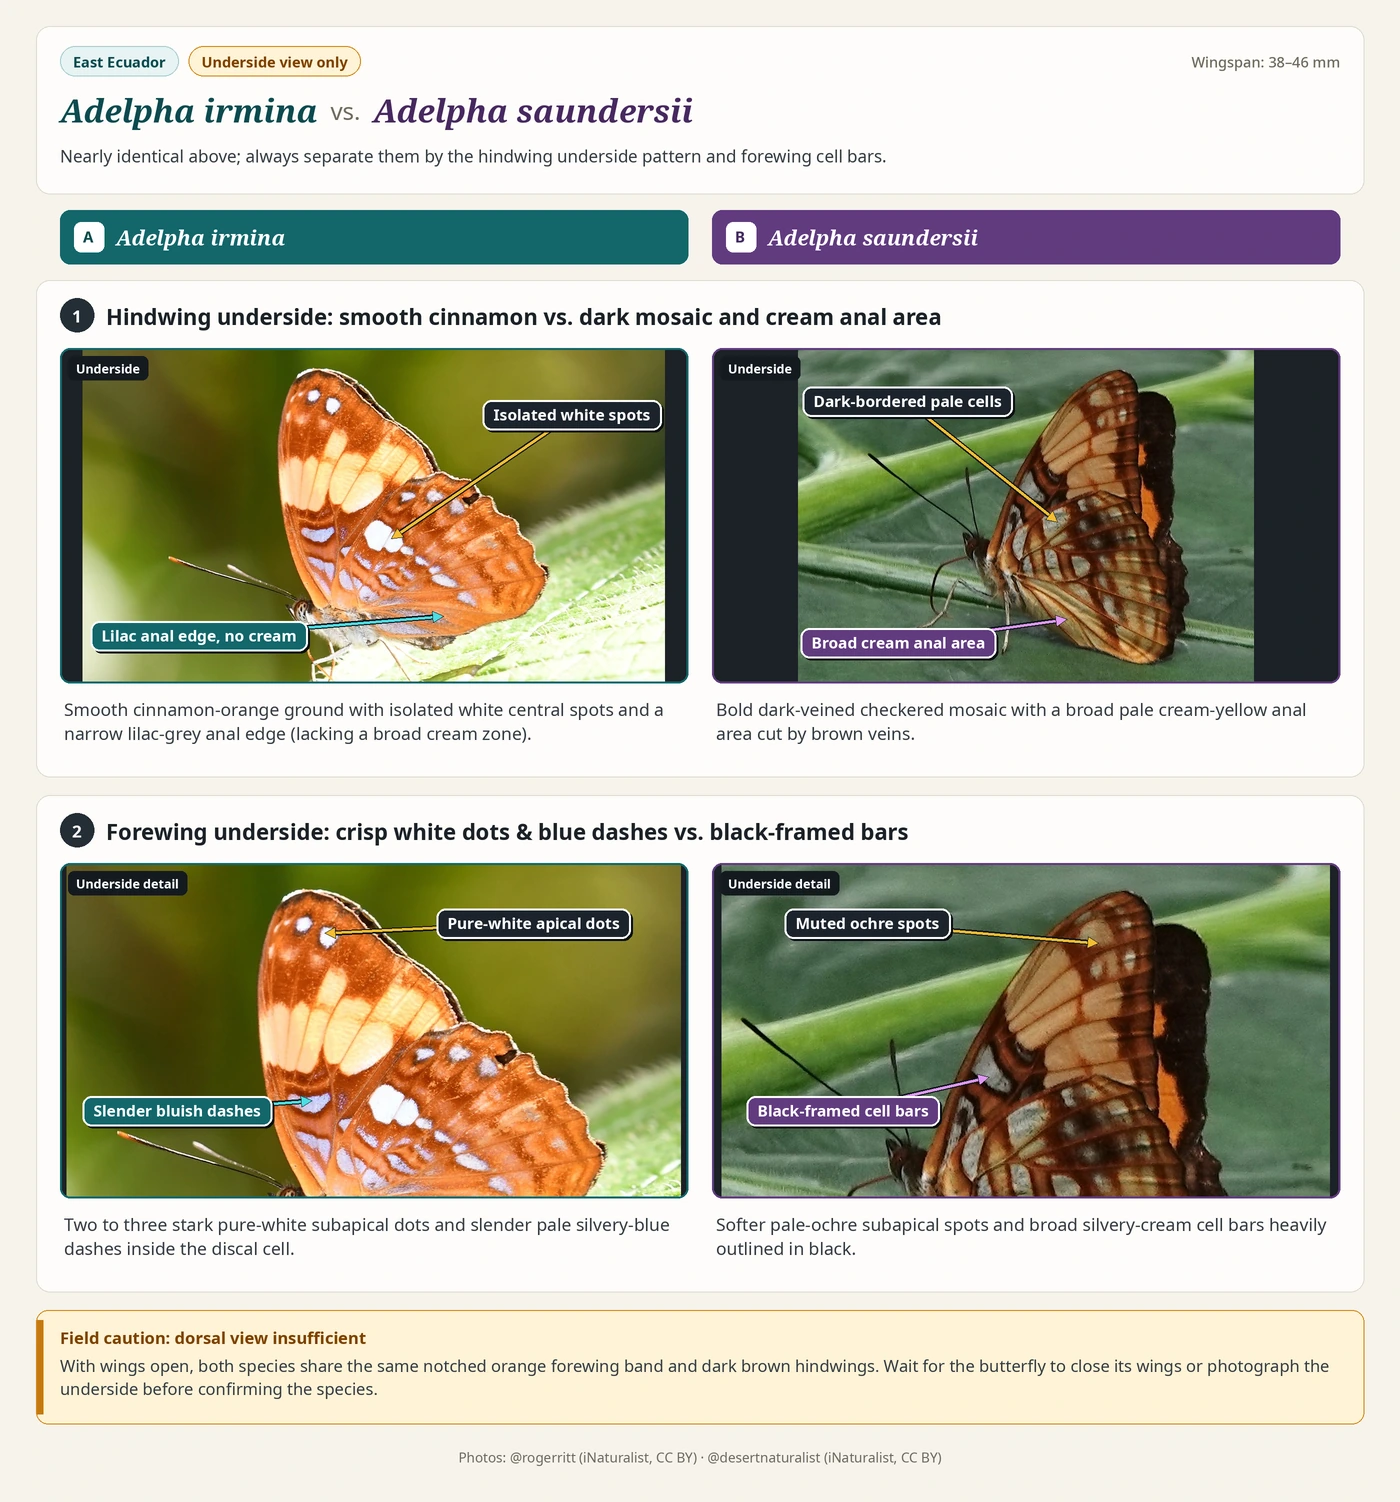 East Ecuador
Underside view only
Wingspan: 38–46 mm
Adelpha irmina vs. Adelpha saundersii
Nearly identical above; always separate them by the hindwing underside pattern and forewing cell bars.
A Adelpha irmina
B Adelpha saundersii
1 Hindwing underside: smooth cinnamon vs. dark mosaic and cream anal area
Underside
Isolated white spots
Lilac anal edge, no cream
Underside
Dark-bordered pale cells
Broad cream anal area
Smooth cinnamon-orange ground with isolated white central spots and a
narrow lilac-grey anal edge (lacking a broad cream zone).
Bold dark-veined checkered mosaic with a broad pale cream-yellow anal
area cut by brown veins.
2 Forewing underside: crisp white dots & blue dashes vs. black-framed bars
Underside detail
Pure-white apical dots
Slender bluish dashes
Underside detail
Muted ochre spots
Black-framed cell bars
Two to three stark pure-white subapical dots and slender pale silvery-blue
dashes inside the discal cell.
Softer pale-ochre subapical spots and broad silvery-cream cell bars heavily
outlined in black.
Field caution: dorsal view insufficient
With wings open, both species share the same notched orange forewing band and dark brown hindwings. Wait for the butterfly to close its wings or photograph the
underside before confirming the species.
Photos: @rogerritt (iNaturalist, CC BY) · @desertnaturalist (iNaturalist, CC BY)